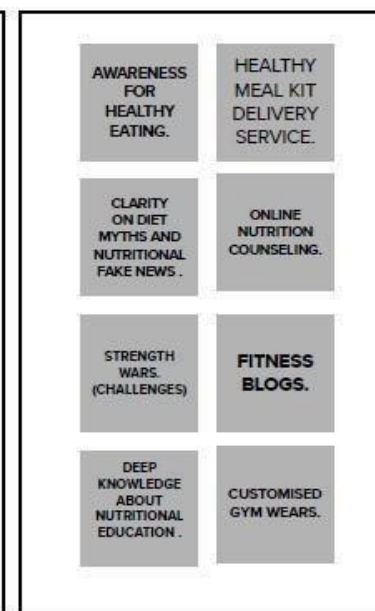 AWARENESS
FOR
HEALTHY
EATING.
HEALTHY
MEAL KIT
DELIVERY
SERVICE.
CLARITY
ON DIET
MYTHS AND
NUTRITIONAL
FAKE NEWS .
ONLINE
NUTRITION
COUNSELING.
STRENGTH
WARS.
(CHALLENGES)
FITNESS
BLOGS.
DEEP
KNOWLEDGE
ABOUT
NUTRITIONAL
EDUCATION .
CUSTOMISED
GYM WEARS.